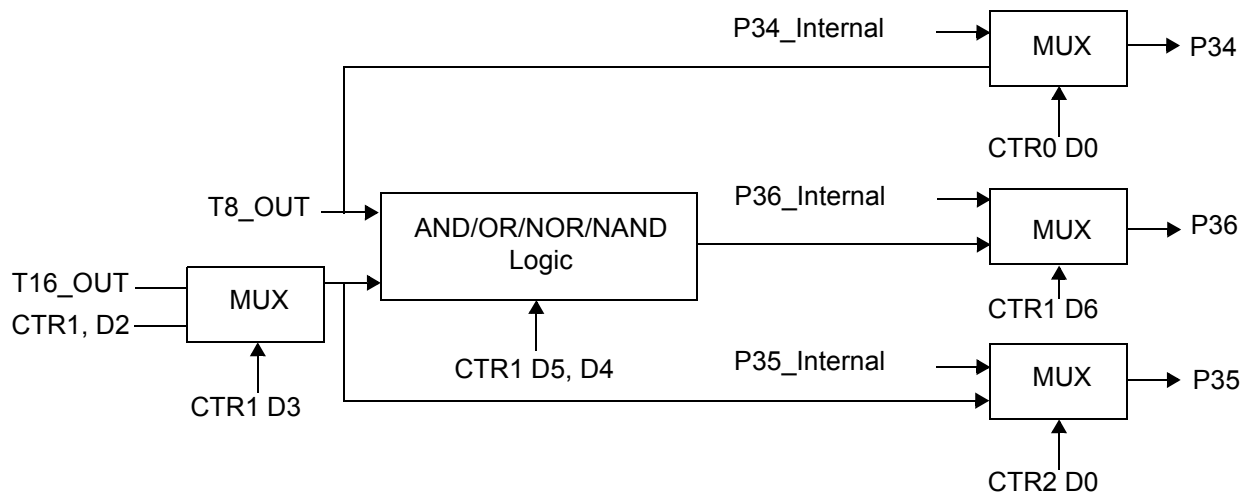 P34_Internal
MUX
P34
CTR0 D0
T8_OUT
AND/OR/NOR/NAND
Logic
P36_Internal
MUX
P36
T16_OUT
MUX
CTR1, D2
CTR1 D6
CTR1 D5, D4
P35_Internal
MUX
P35
CTR1 D3
CTR2 D0